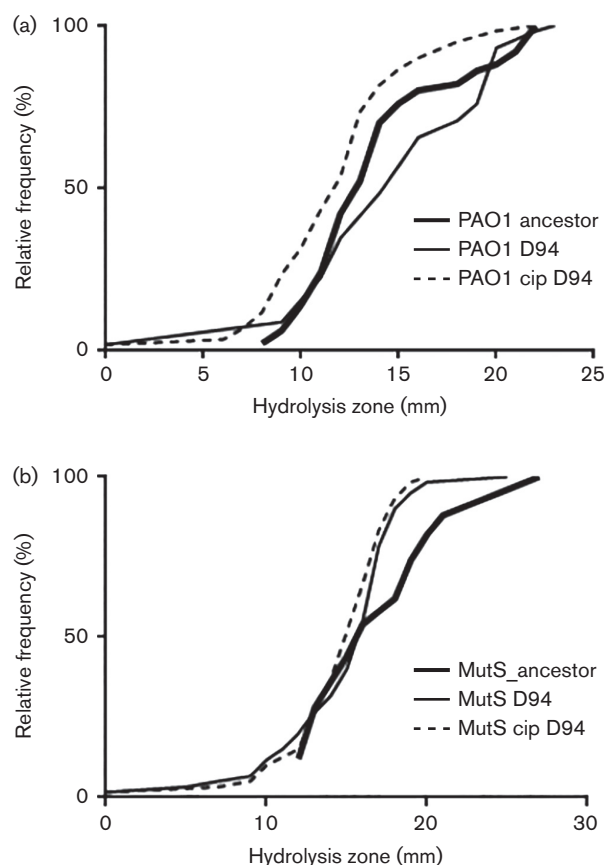 (a)
100
50
0
Relative frequency (%)
PAO1 ancestor
PAO1 D94
PAO1 cip D94
0 5 10 15 20 25
Hydrolysis zone (mm)
(b)
100
50
0
Relative frequency (%)
MutS_ancestor
MutS D94
MutS cip D94
0 10 20 30
Hydrolysis zone (mm)